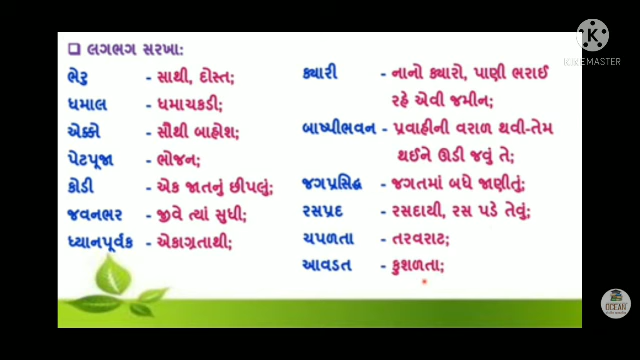 ❑ લગભગ સરખા:
ભેરુ - સાથી, દોસ્ત;
ધમાલ - ધમાચકડી;
એક્કો - સૌથી બાહોશ;
પેટપૂજા - ભોજન;
કોડી - એક જાતનું છીપલું;
જીવનભર - જીવે ત્યાં સુધી;
ધ્યાનપૂર્વક - એકાગ્રતાથી;
ક્યારી - નાનો ક્યારો, પાણી ભરાઈ
રહે એવી જમીન;
બાષ્પીભવન - પ્રવાહીની વરાળ થવી-તેમ
થઈને ઊડી જવું તે;
જગપ્રસિદ્ધ - જગતમાં બધે જાણીતું;
રસપ્રદ - રસદાયી, રસ પડે તેવું;
ચપળતા - તરવરાટ;
આવડત - કુશળતા;
K
KINEMASTER
OCEAN